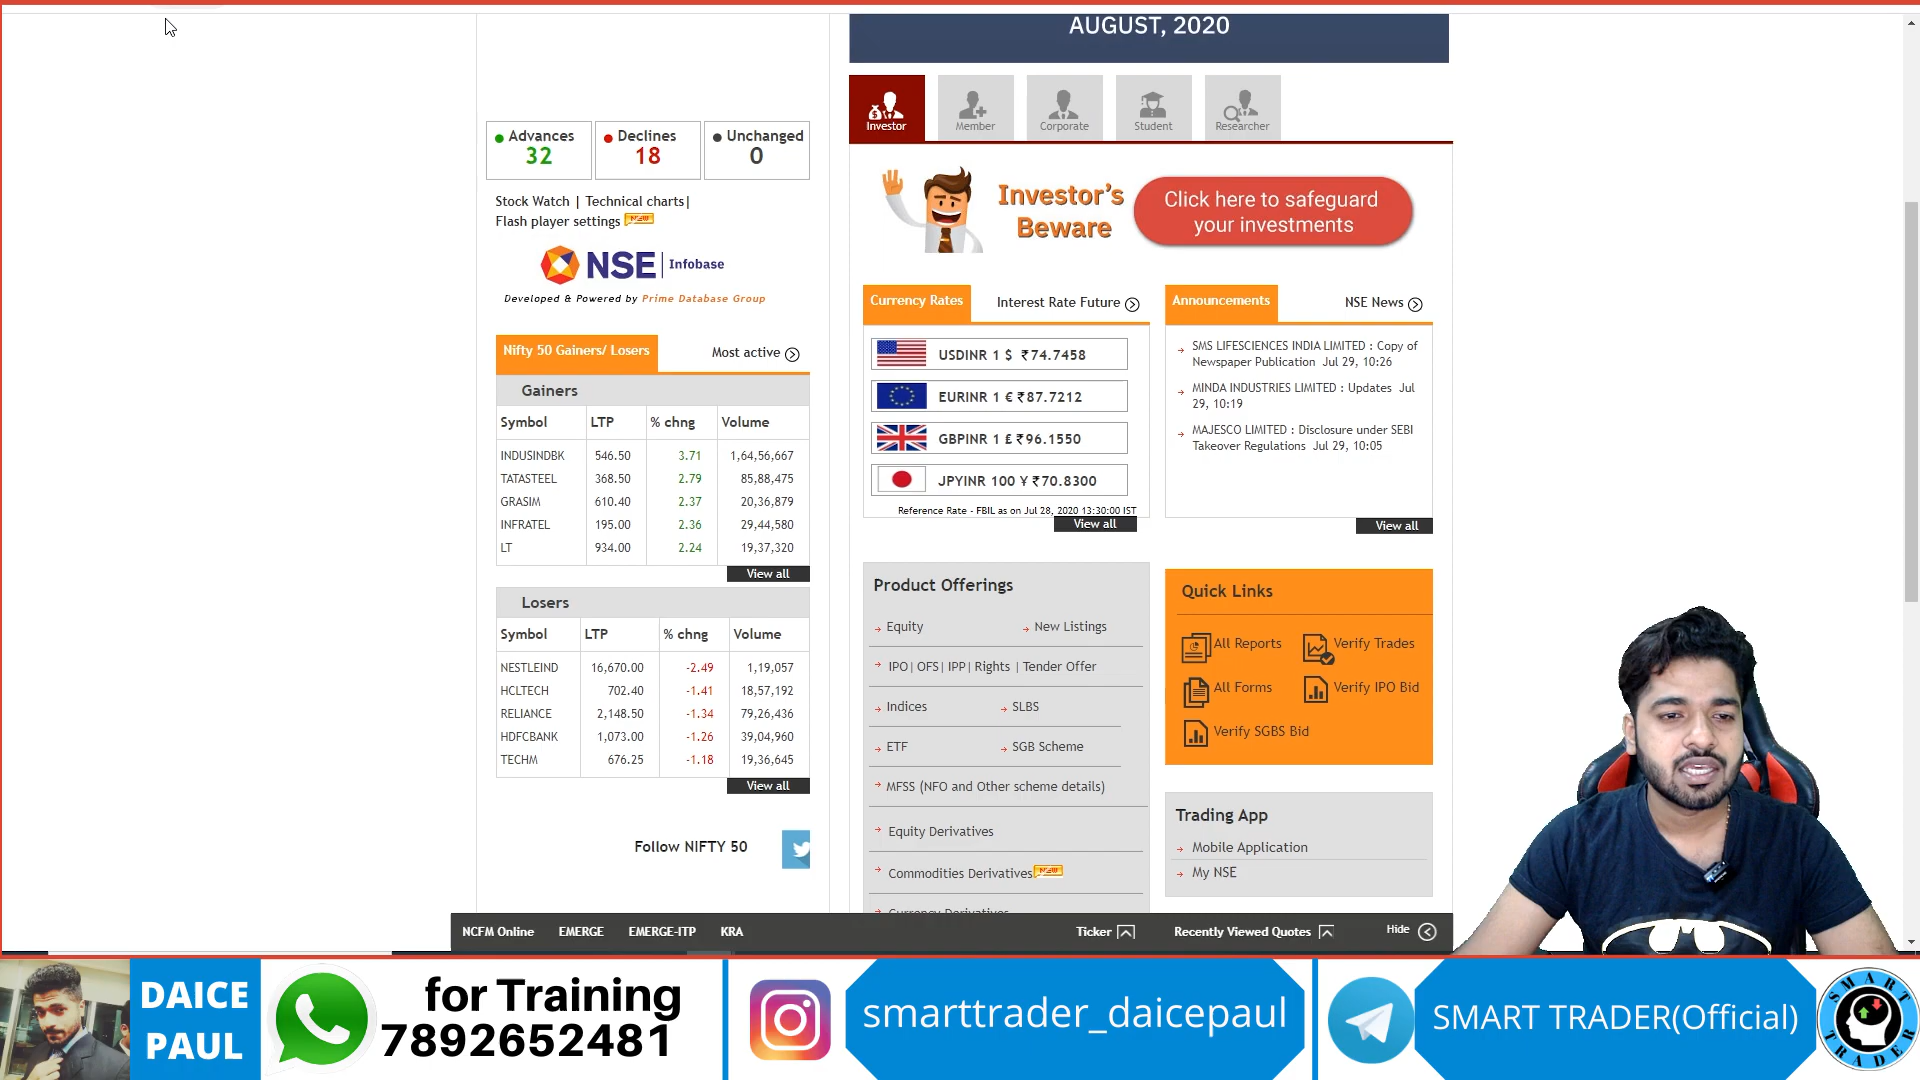 AUGUST, 2020
Investor
Member
Corporate
Student
Researcher
Advances
32
Declines
18
Unchanged
0
Stock Watch | Technical charts|
Flash player settings NEW
NSE Infobase
Developed & Powered by Prime Database Group
Investor's
Beware
Click here to safeguard
your investments
Nifty 50 Gainers/ Losers
Most active
Gainers
Symbol LTP % chng Volume
INDUSINDBK 546.50 3.71 1,64,56,667
TATASTEEL 368.50 2.79 85,88,475
GRASIM 610.40 2.37 20,36,879
INFRATEL 195.00 2.36 29,44,580
LT 934.00 2.24 19,37,320
View all
Losers
Symbol LTP % chng Volume
NESTLEIND 16,670.00 -2.49 1,19,057
HCLTECH 702.40 -1.41 18,57,192
RELIANCE 2,148.50 -1.34 79,26,436
HDFCBANK 1,073.00 -1.26 39,04,960
TECHM 676.25 -1.18 19,36,645
View all
Follow NIFTY 50
Currency Rates
Interest Rate Future
USDINR 1 $ ₹74.7458
EURINR 1 € ₹87.7212
GBPINR 1 £ ₹96.1550
JPYINR 100 ¥ ₹70.8300
Reference Rate - FBIL as on Jul 28, 2020 13:30:00 IST
View all
Announcements
NSE News
SMS LIFESCIENCES INDIA LIMITED : Copy of
Newspaper Publication Jul 29, 10:26
MINDA INDUSTRIES LIMITED : Updates Jul
29, 10:19
MAJESCO LIMITED : Disclosure under SEBI
Takeover Regulations Jul 29, 10:05
View all
Product Offerings
Equity
New Listings
IPO| OFS| IPP| Rights | Tender Offer
Indices
SLBS
ETF
SGB Scheme
MFSS (NFO and Other scheme details)
Equity Derivatives
Commodities Derivatives NEW
Currency Derivatives
Quick Links
All Reports
Verify Trades
All Forms
Verify IPO Bid
Verify SGBS Bid
Trading App
Mobile Application
My NSE
NCFM Online
EMERGE
EMERGE-ITP
KRA
Ticker
Recently Viewed Quotes
Hide
DAICE
PAUL
for Training
7892652481
smarttrader_daicepaul
SMART TRADER(Official)
SMART
TRADER